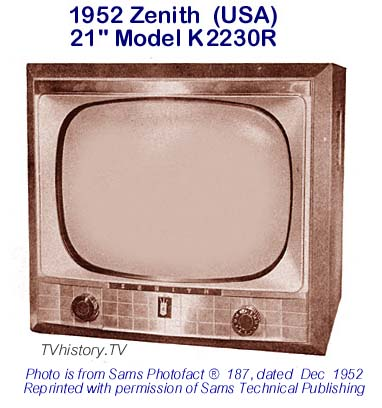 1952 Zenith (USA)
21" Model K2230R
ZENITH
TVhistory.TV
Photo is from Sams Photofact ® 187, dated Dec 1952
Reprinted with permission of Sams Technical Publishing